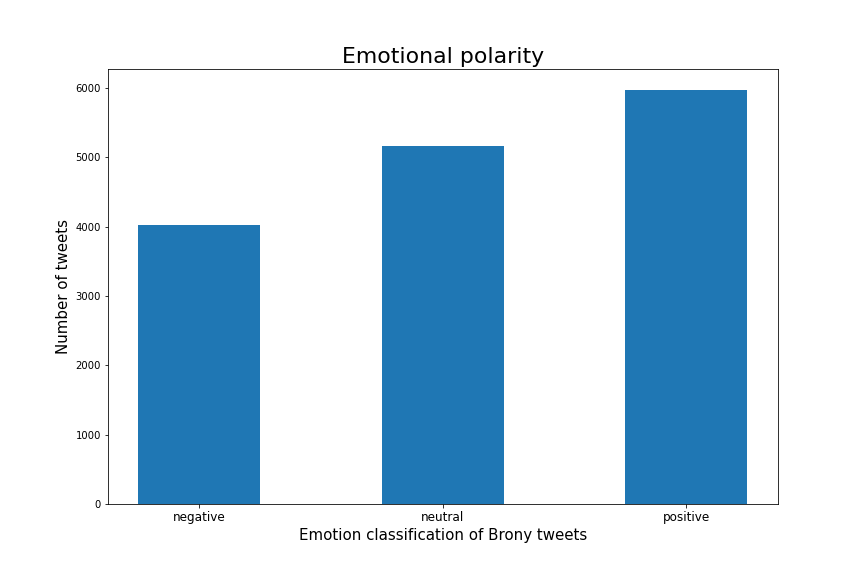 Emotional polarity
Number of tweets
6000
5000
4000
3000
2000
1000
0
negative neutral positive
Emotion classification of Brony tweets